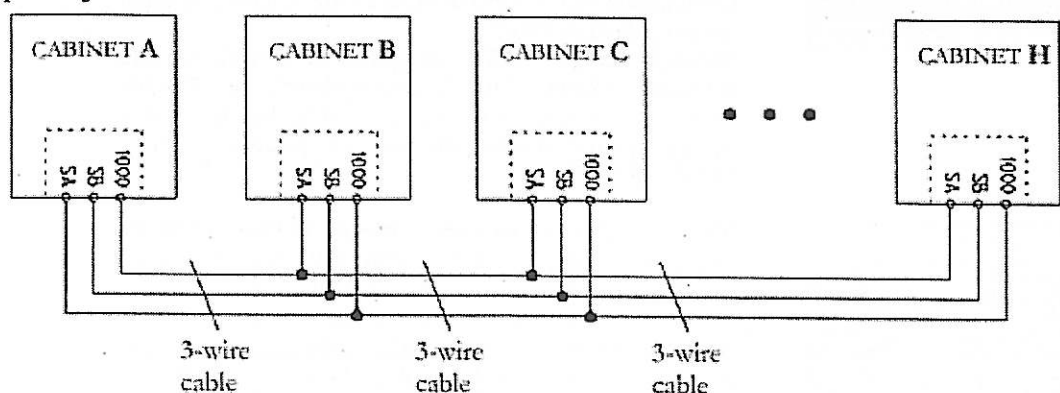 CABINET A
CABINET B
CABINET C
CABINET H
SA
SB
1000
SA
SB
1000
SA
SB
1000
SA
SB
1000
3-wire
cable
3-wire
cable
3-wire
cable